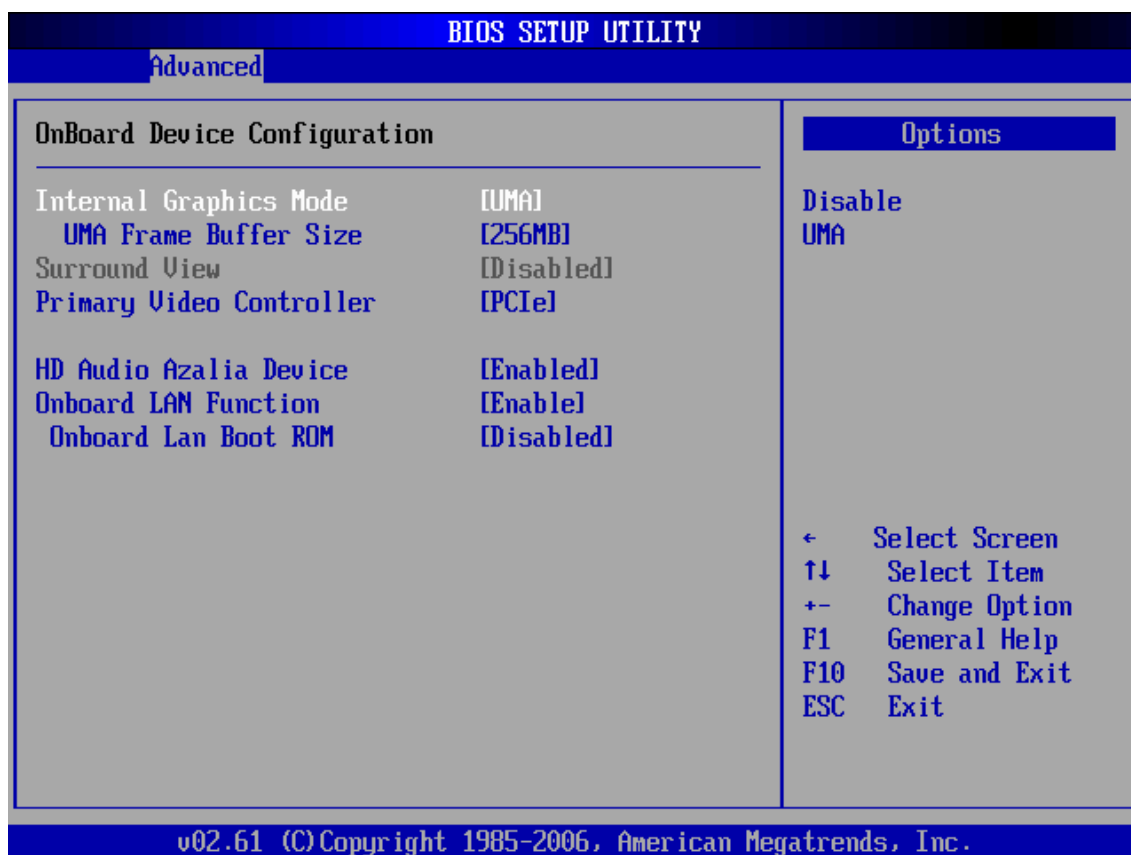 BIOS SETUP UTILITY
Advanced
OnBoard Device Configuration
Internal Graphics Mode [UMA]
UMA Frame Buffer Size [256MB]
Surround View [Disabled]
Primary Video Controller [PCIe]
HD Audio Azalia Device [Enabled]
Onboard LAN Function [Enable]
Onboard Lan Boot ROM [Disabled]
Options
Disable
UMA
← Select Screen
↑↓ Select Item
+- Change Option
F1 General Help
F10 Save and Exit
ESC Exit
v02.61 (C)Copyright 1985-2006, American Megatrends, Inc.